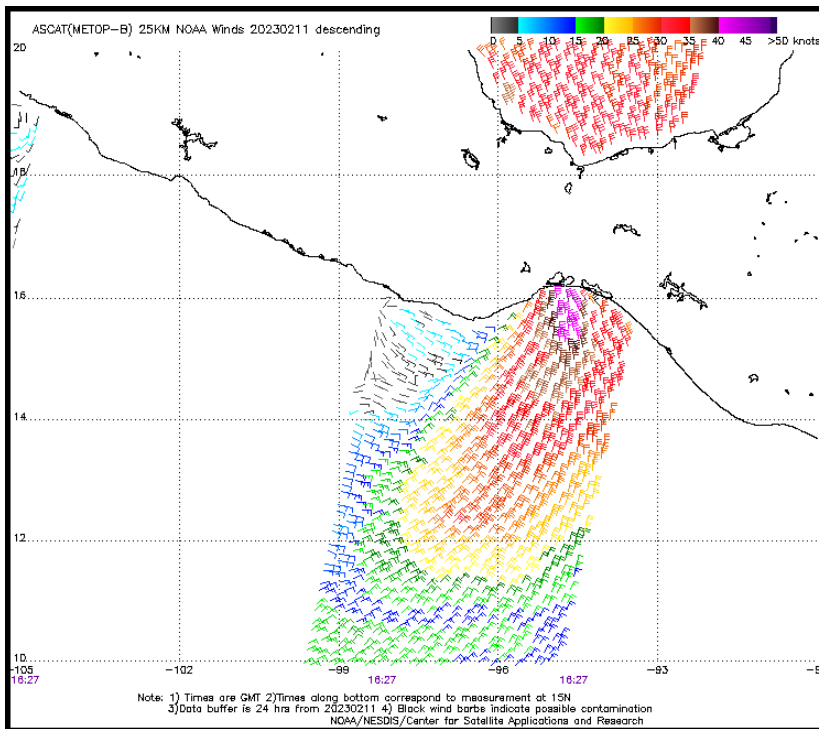 ASCAT(METOP-B) 25KM NOAA Winds 20230211 descending
0 5 10 15 20 25 30 35 40 45 >50 knots
20
18
16
14
12
10
-105 -102 -99 -96 -93
16:27 16:27 16:27
Note: 1) Times are GMT 2)Times along bottom correspond to measurement at 15N
3)Data buffer is 24 hrs from 20230211 4) Black wind barbs indicate possible contamination
NOAA/NESDIS/Center for Satellite Applications and Research